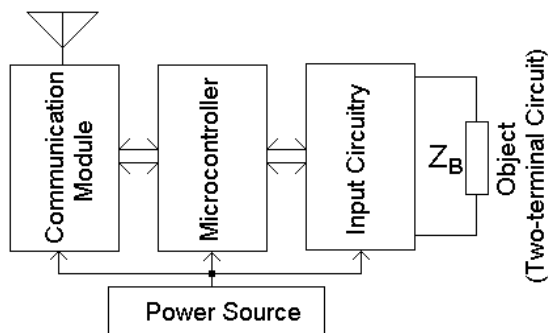 Communication
Module
Microcontroller
Input Circuitry
Z_B
Object
(Two-terminal Circuit)
Power Source